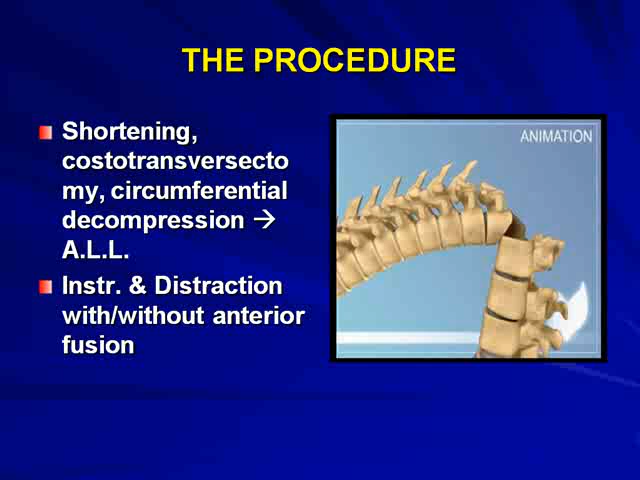 THE PROCEDURE
Shortening,
costotransversecto
my, circumferential
decompression →
A.L.L.
Instr. & Distraction
with/without anterior
fusion
ANIMATION